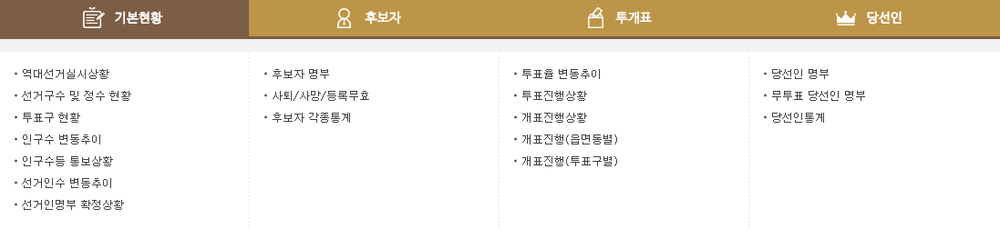 기본현황
후보자
투개표
당선인
· 역대선거실시상황
· 선거구수 및 정수 현황
· 투표구 현황
· 인구수 변동추이
· 인구수등 통보상황
· 선거인수 변동추이
· 선거인명부 확정상황
· 후보자 명부
· 사퇴/사망/등록무효
· 후보자 각종통계
· 투표율 변동추이
· 투표진행상황
· 개표진행상황
· 개표진행(읍면동별)
· 개표진행(투표구별)
· 당선인 명부
· 무투표 당선인 명부
· 당선인통계